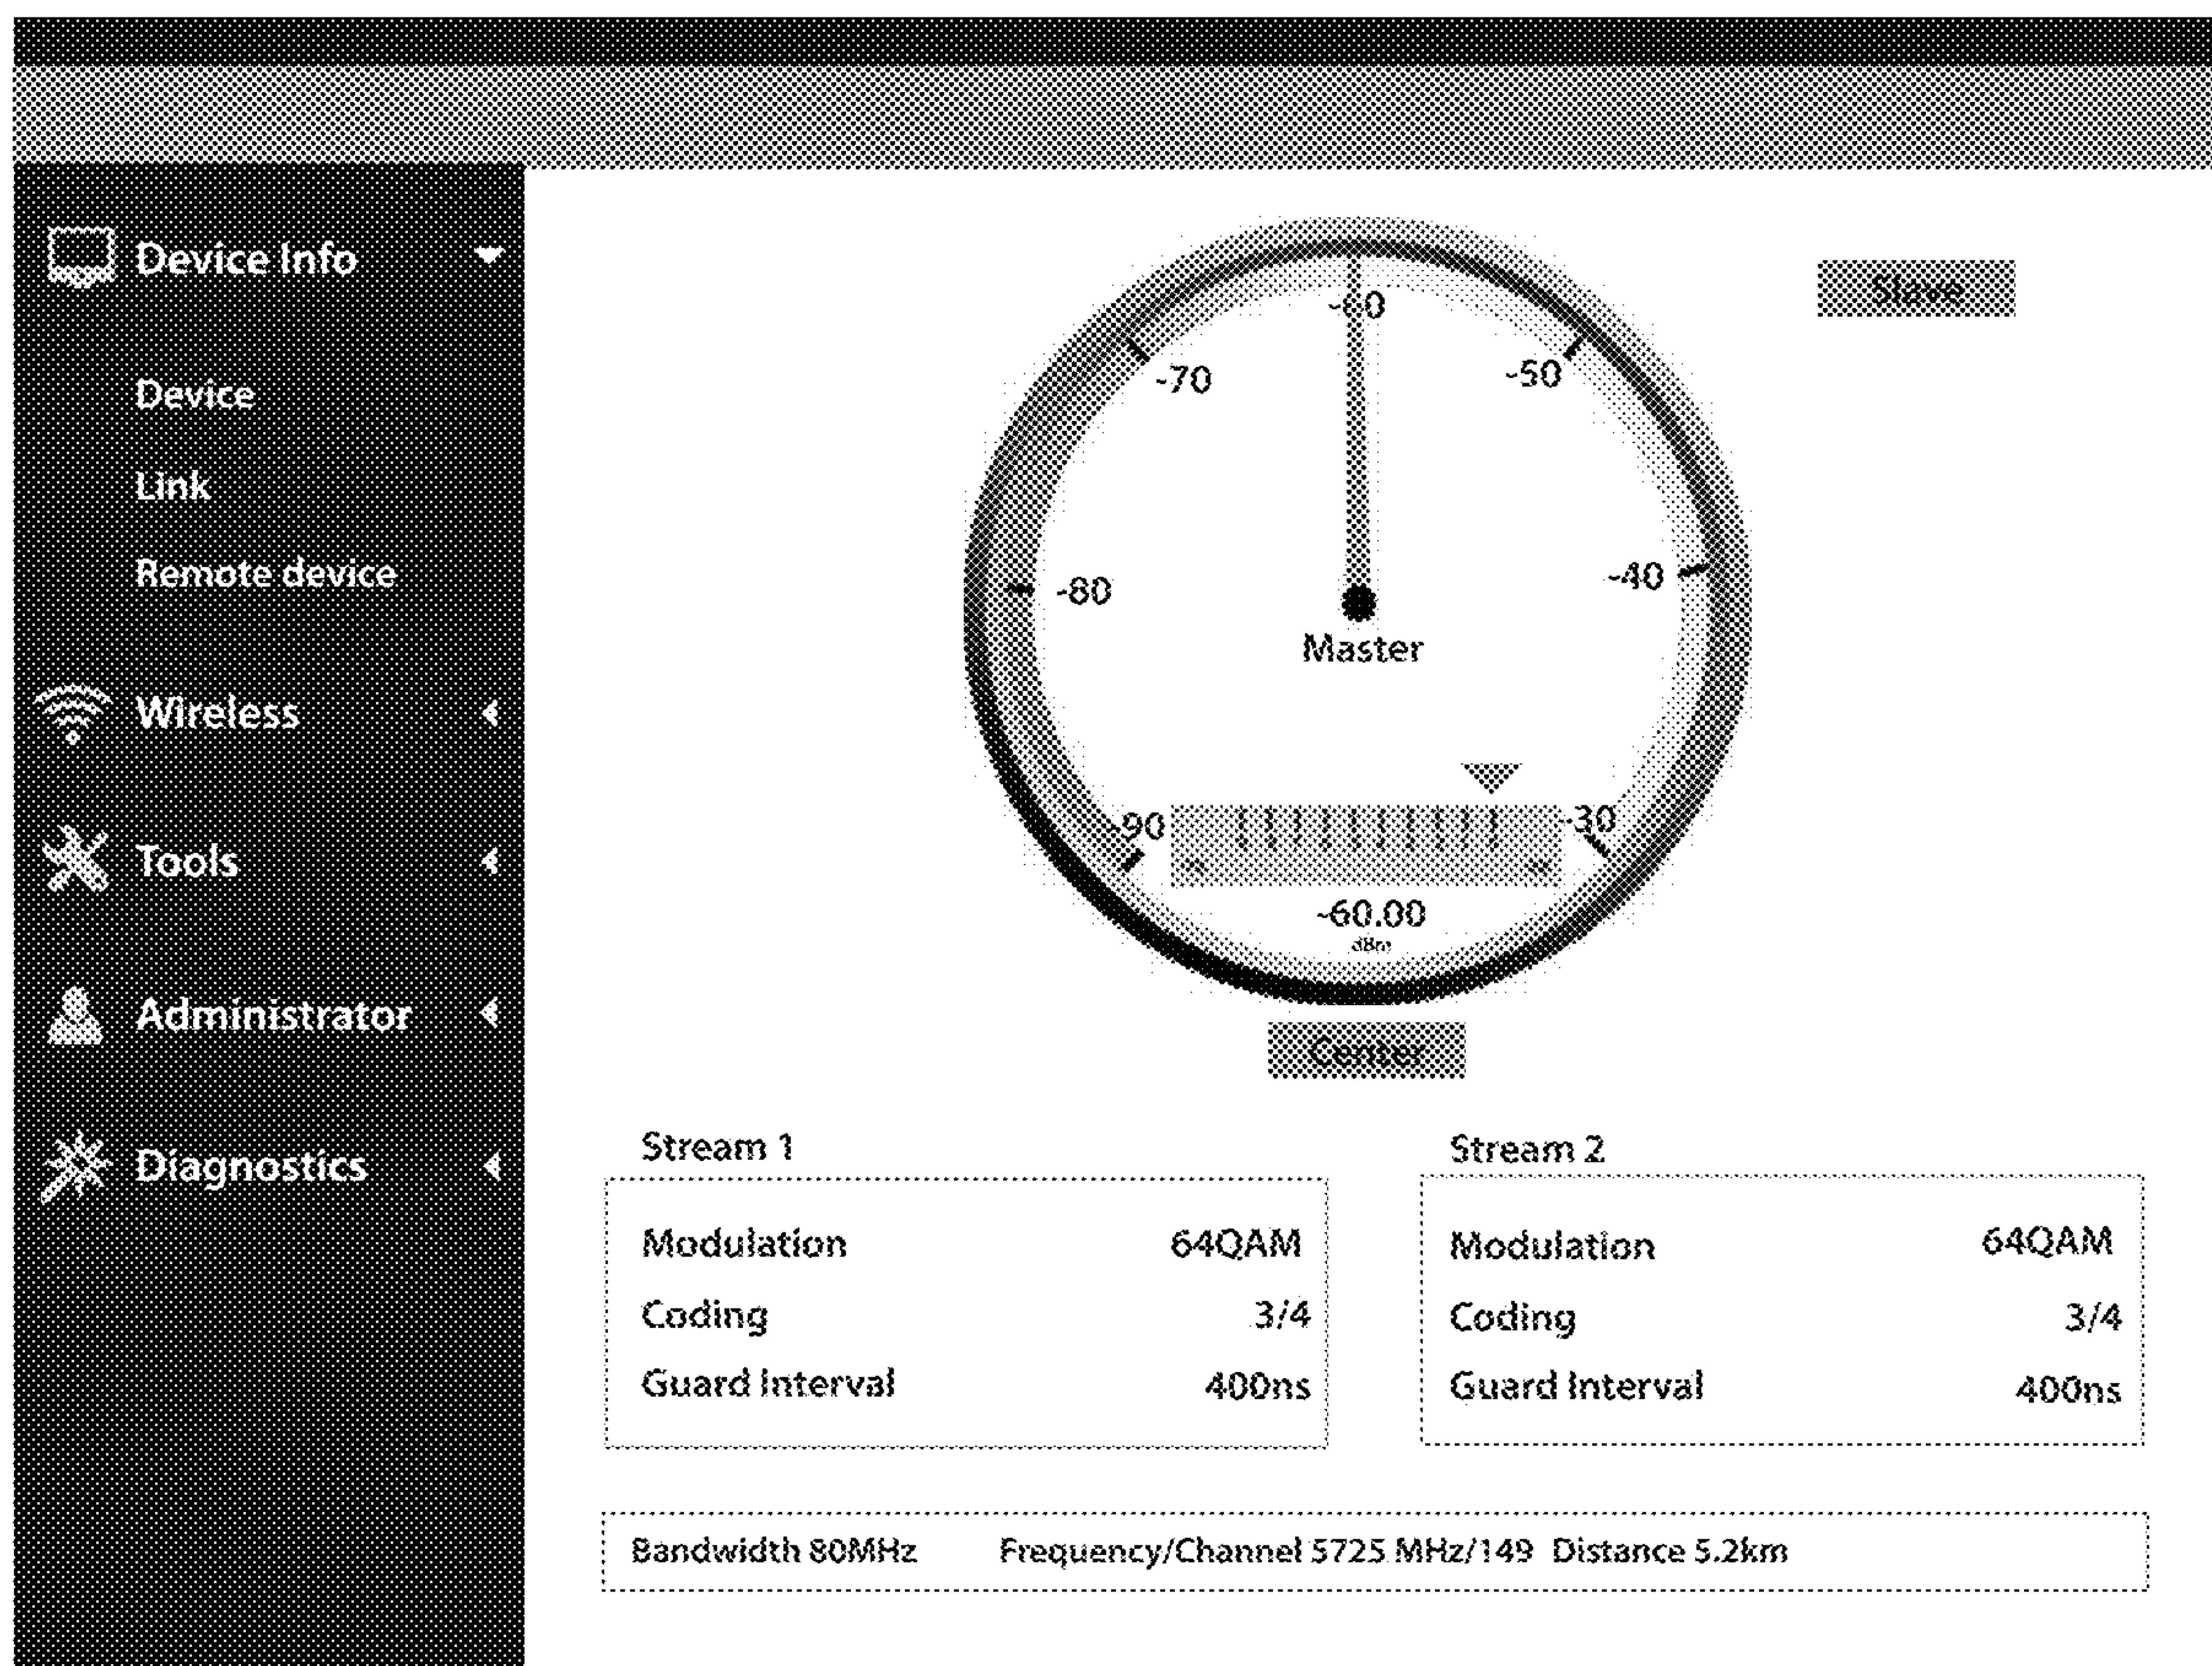 Device Info
Device
Link
Remote device
Wireless
Tools
Administrator
Diagnostics
Slave
-60
-70
-50
-80
-40
Master
-90
-30
-60.00
dBm
Center
Stream 1
Modulation 64QAM
Coding 3/4
Guard Interval 400ns
Stream 2
Modulation 64QAM
Coding 3/4
Guard Interval 400ns
Bandwidth 80MHz Frequency/Channel 5725 MHz/149 Distance 5.2km